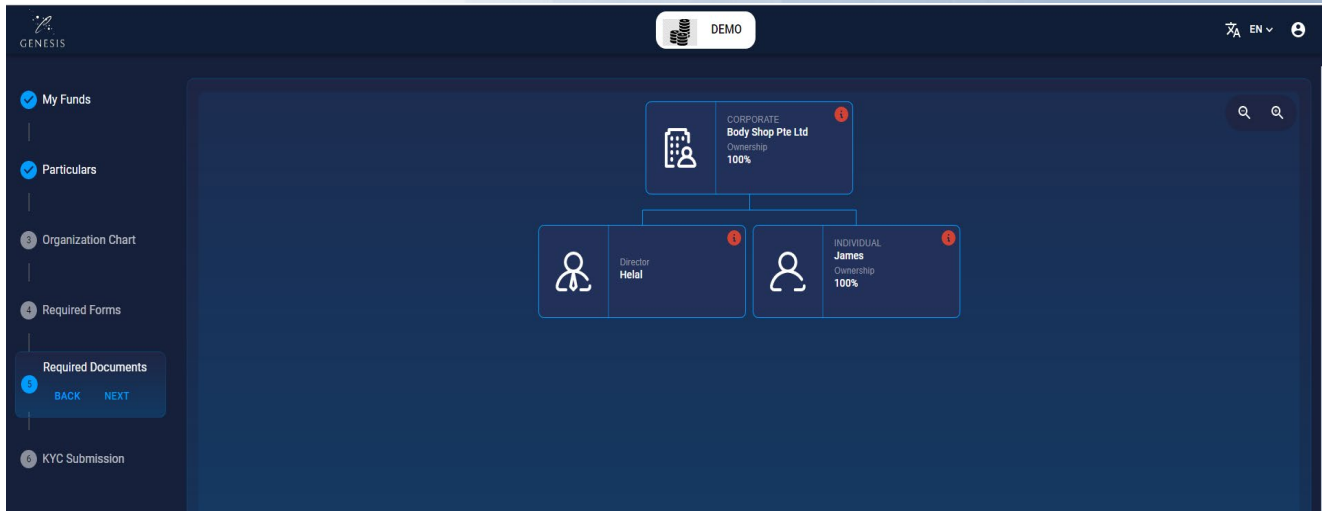 GENESIS
DEMO
EN
My Funds
Particulars
3 Organization Chart
4 Required Forms
Required Documents
5
BACK NEXT
6 KYC Submission
CORPORATE
Body Shop Pte Ltd
Ownership
100%
Director
Helal
INDIVIDUAL
James
Ownership
100%